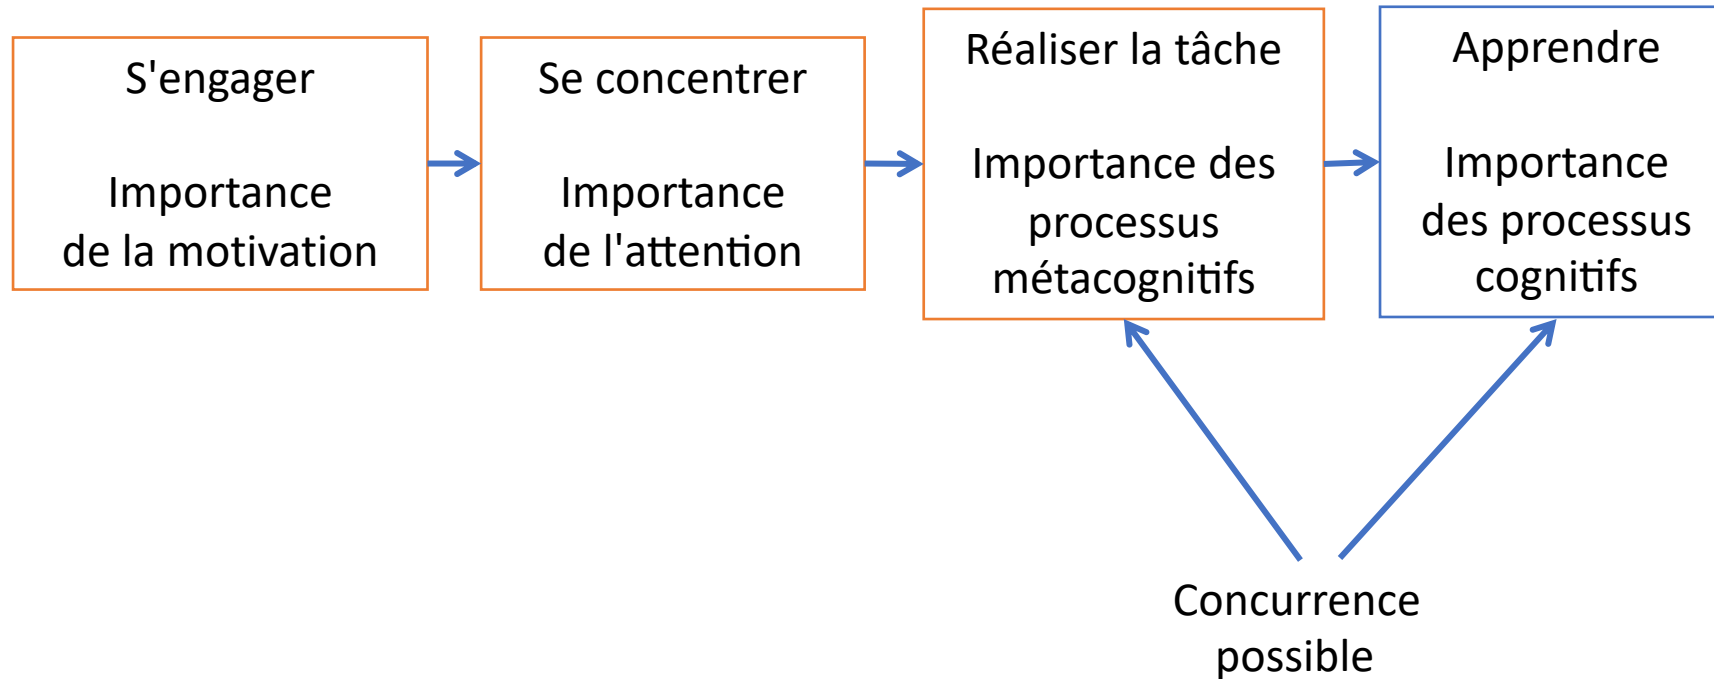 S'engager
Importance
de la motivation
Se concentrer
Importance
de l'attention
Réaliser la tâche
Importance des
processus
métacognitifs
Apprendre
Importance
des processus
cognitifs
Concurrence
possible